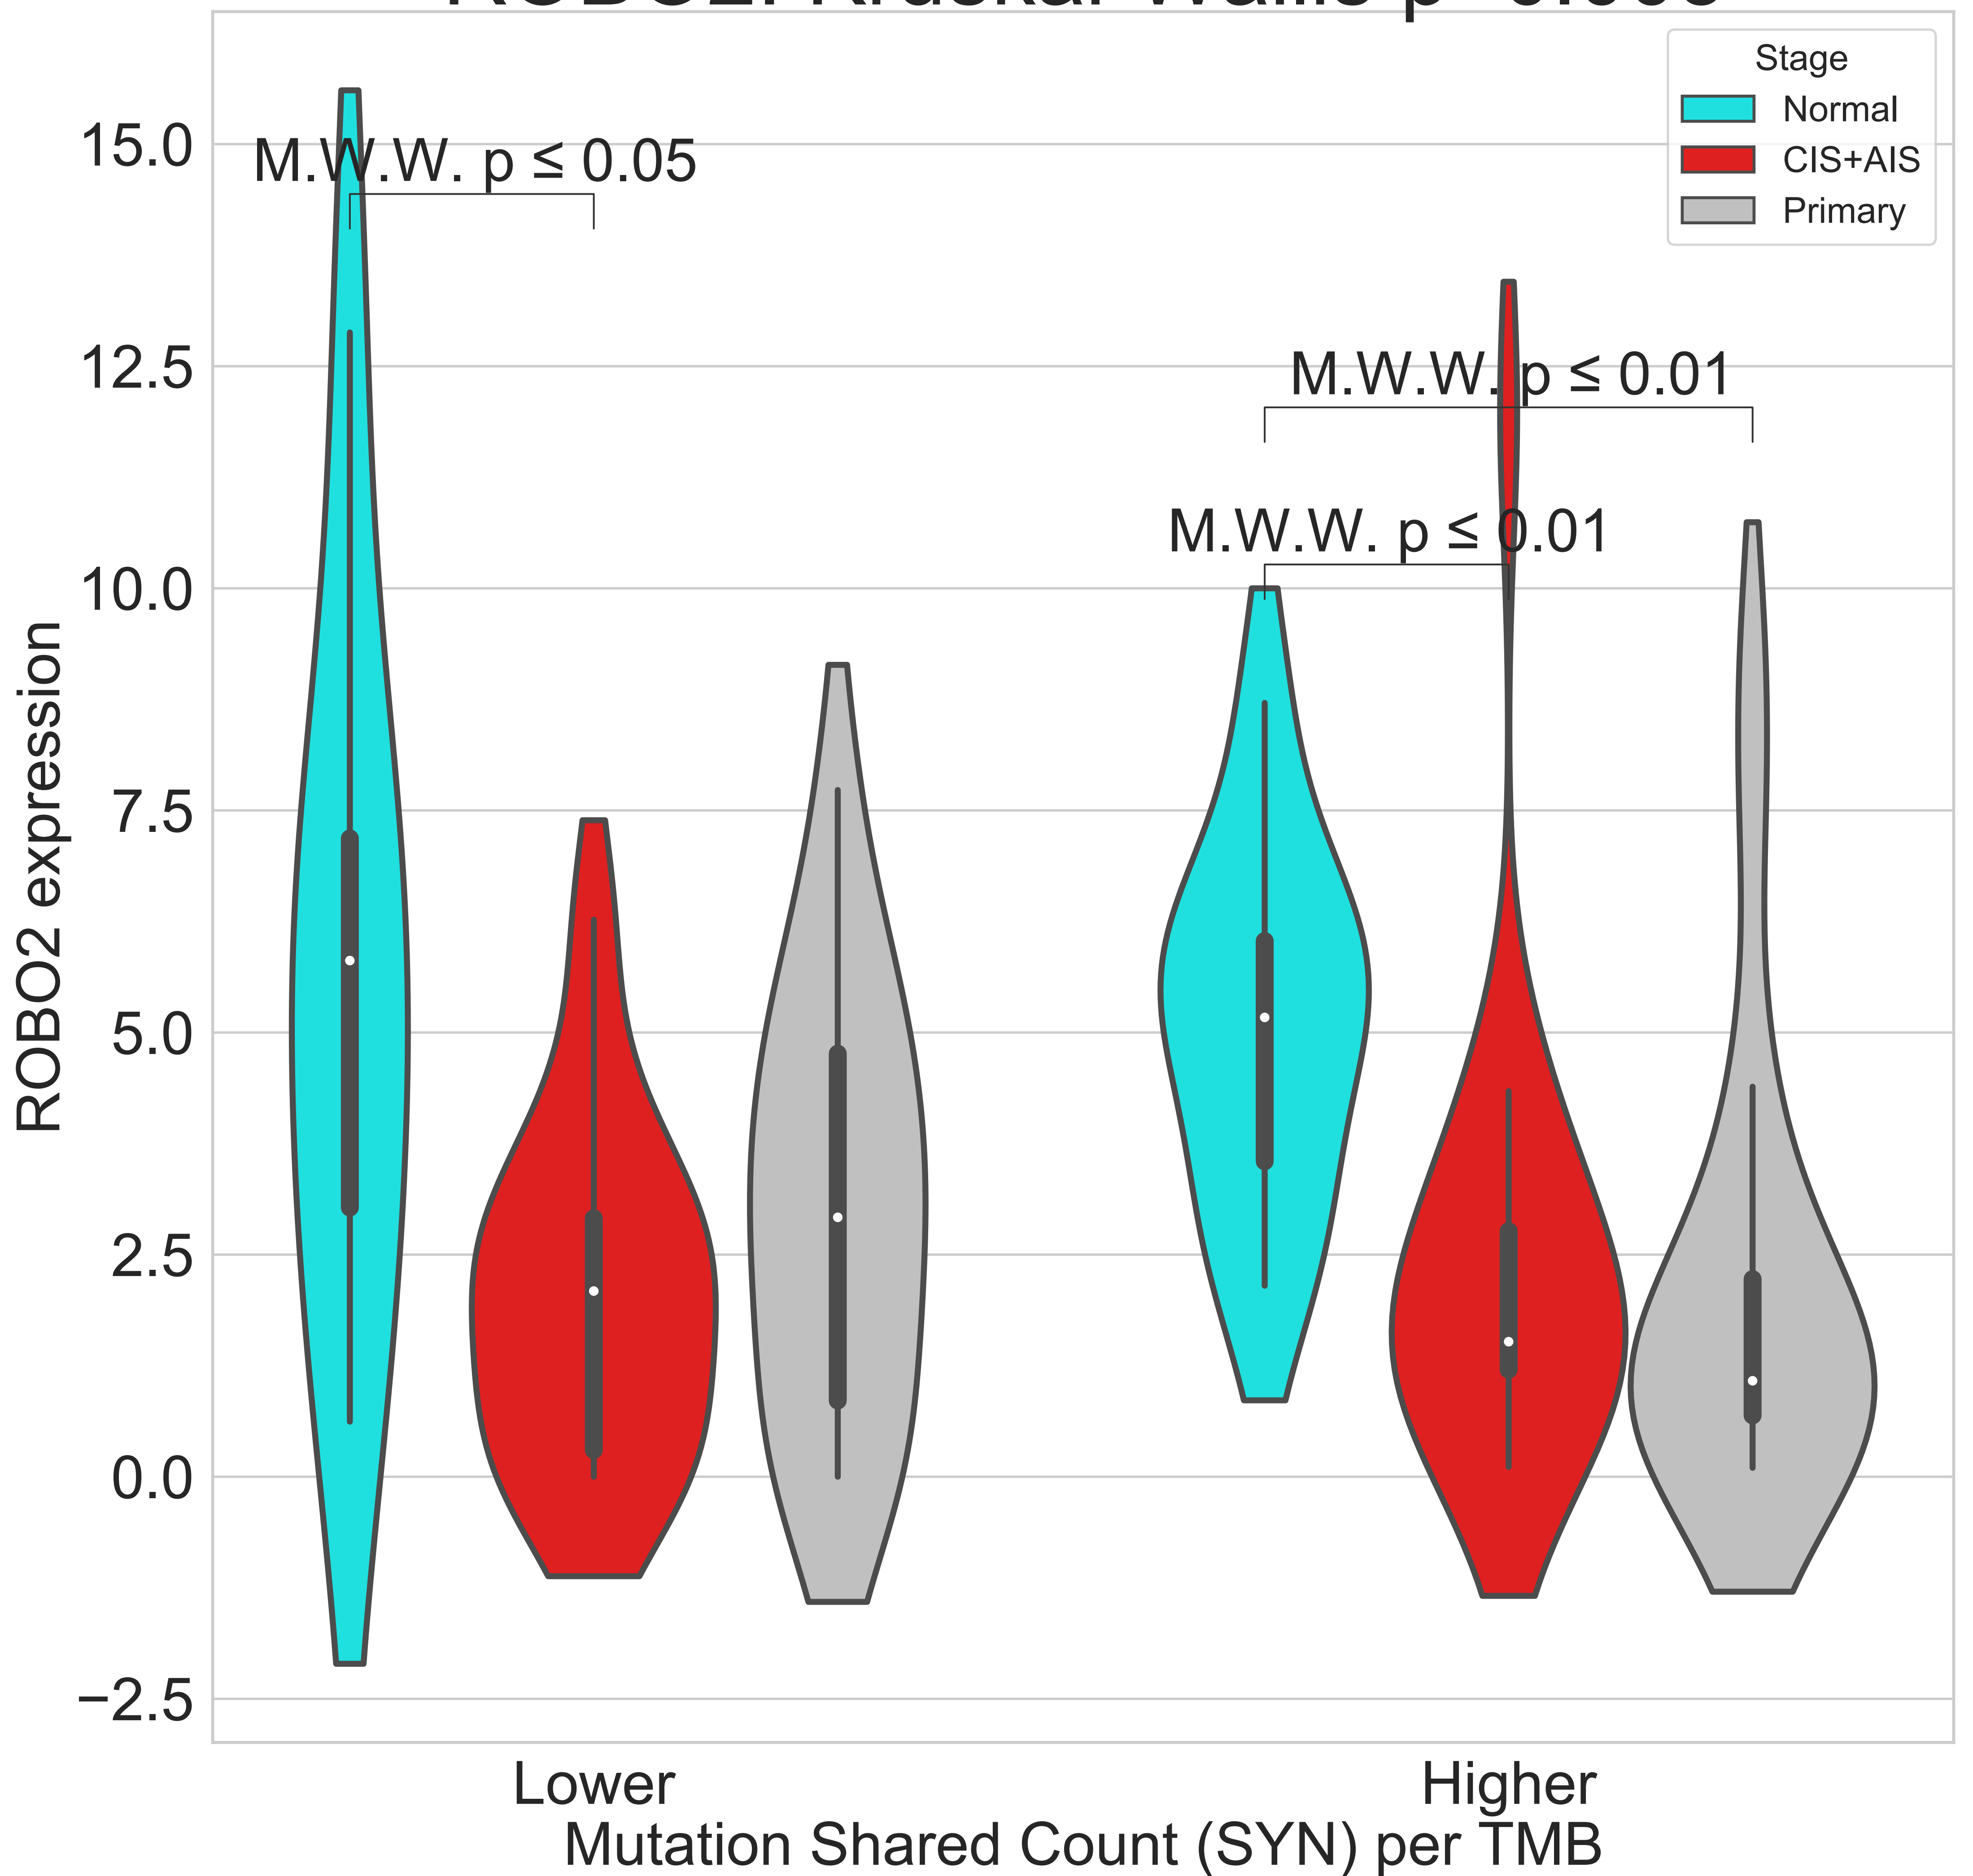 Stage
Normal
CIS+AIS
Primary
15.0
12.5
10.0
7.5
5.0
2.5
0.0
−2.5
M.W.W. p ≤ 0.05
M.W.W. p ≤ 0.01
M.W.W. p ≤ 0.01
ROBO2 expression
Lower
Higher
Mutation Shared Count (SYN) per TMB